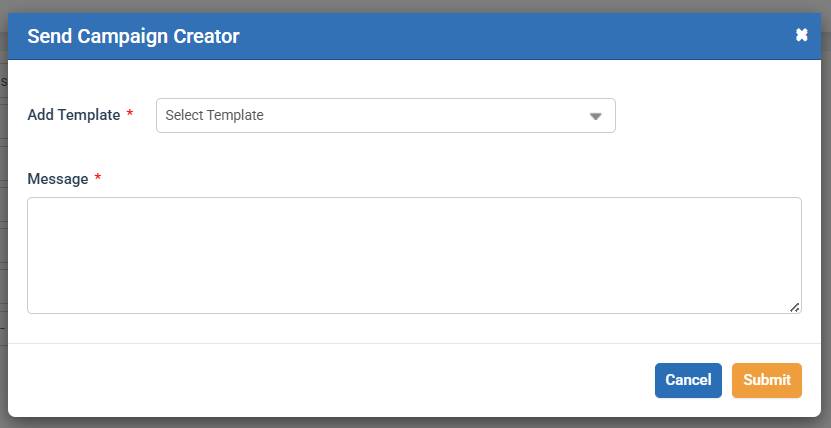 Send Campaign Creator
Add Template *
Select Template
Message *
Cancel
Submit